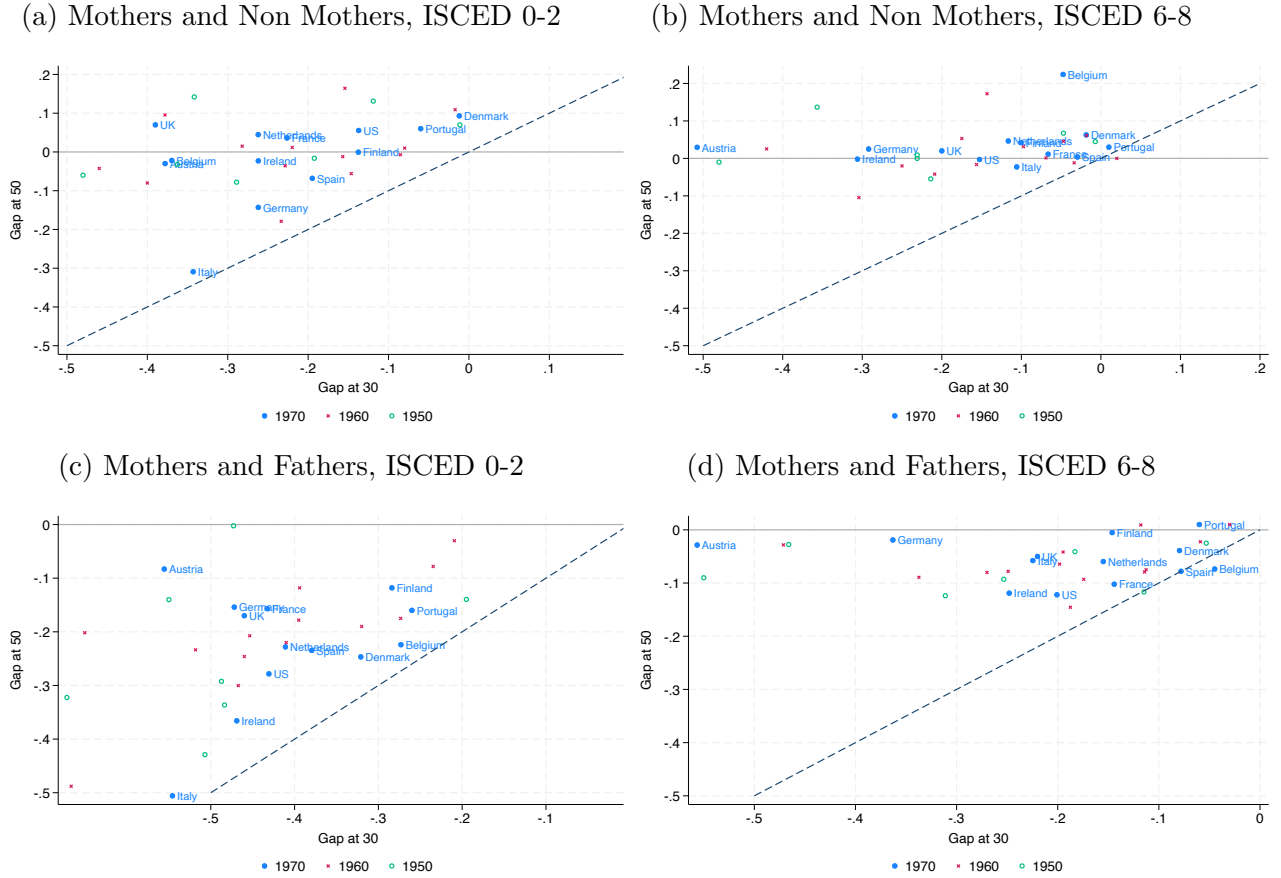 (a) Mothers and Non Mothers, ISCED 0-2
.2
.1
0
-.1
-.2
-.3
-.4
-.5
Gap at 50
UK
Netherlands
France
US
Portugal
Denmark
Finland
Belgium
Austria
Ireland
Spain
Germany
Italy
-.5 -.4 -.3 -.2 -.1 0 .1
Gap at 30
1970 1960 1950
(b) Mothers and Non Mothers, ISCED 6-8
.2
.1
0
-.1
-.2
-.3
-.4
-.5
Gap at 50
Belgium
Austria
Germany
Ireland
UK
US
Netherlands
Finland
Denmark
France
Spain
Portugal
Italy
-.5 -.4 -.3 -.2 -.1 0 .1 .2
Gap at 30
1970 1960 1950
(c) Mothers and Fathers, ISCED 0-2
0
-.1
-.2
-.3
-.4
-.5
Gap at 50
Austria
Finland
Germany
France
UK
Portugal
Netherlands
Spain
Belgium
Denmark
US
Ireland
Italy
-.5 -.4 -.3 -.2 -.1
Gap at 30
1970 1960 1950
(d) Mothers and Fathers, ISCED 6-8
0
-.1
-.2
-.3
-.4
-.5
Gap at 50
Portugal
Finland
Austria
Germany
Denmark
UK
Italy
Netherlands
Spain
Belgium
France
Ireland
US
-.5 -.4 -.3 -.2 -.1 0
Gap at 30
1970 1960 1950